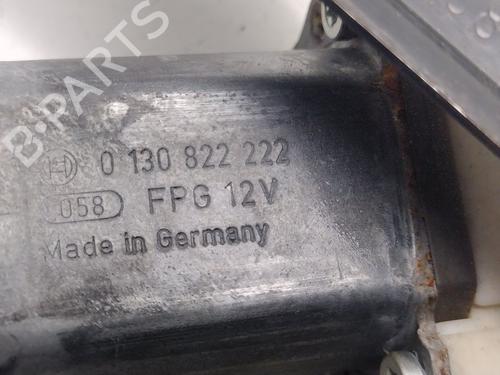 B-PARTS
H 0 130 822 222
058 FPG 12V
Made in Germany